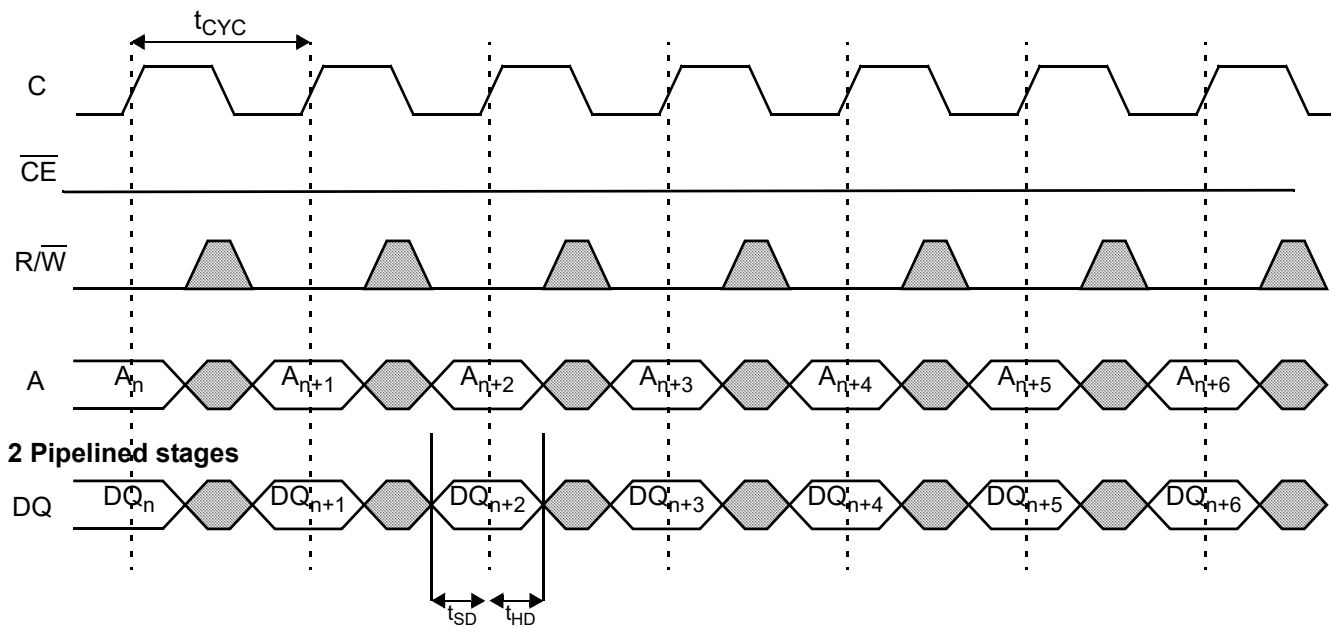 tCYC
C
CE
R/W
A
An An+1 An+2 An+3 An+4 An+5 An+6
2 Pipelined stages
DQ
DQn DQn+1 DQn+2 DQn+3 DQn+4 DQn+5 DQn+6
tSD tHD